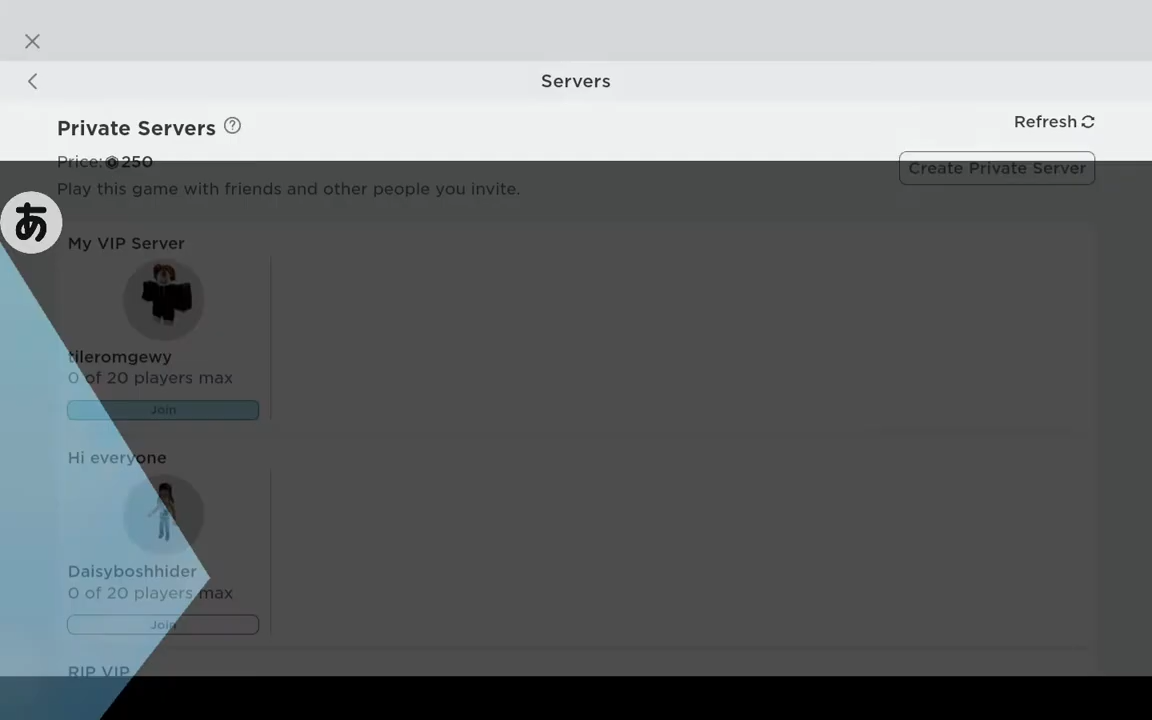 Servers
Private Servers
Refresh
Price: 250
Create Private Server
Play this game with friends and other people you invite.
あ
My VIP Server
tileromgewy
0 of 20 players max
Join
Hi everyone
Daisyboshhider
0 of 20 players max
Join
RIP VIP